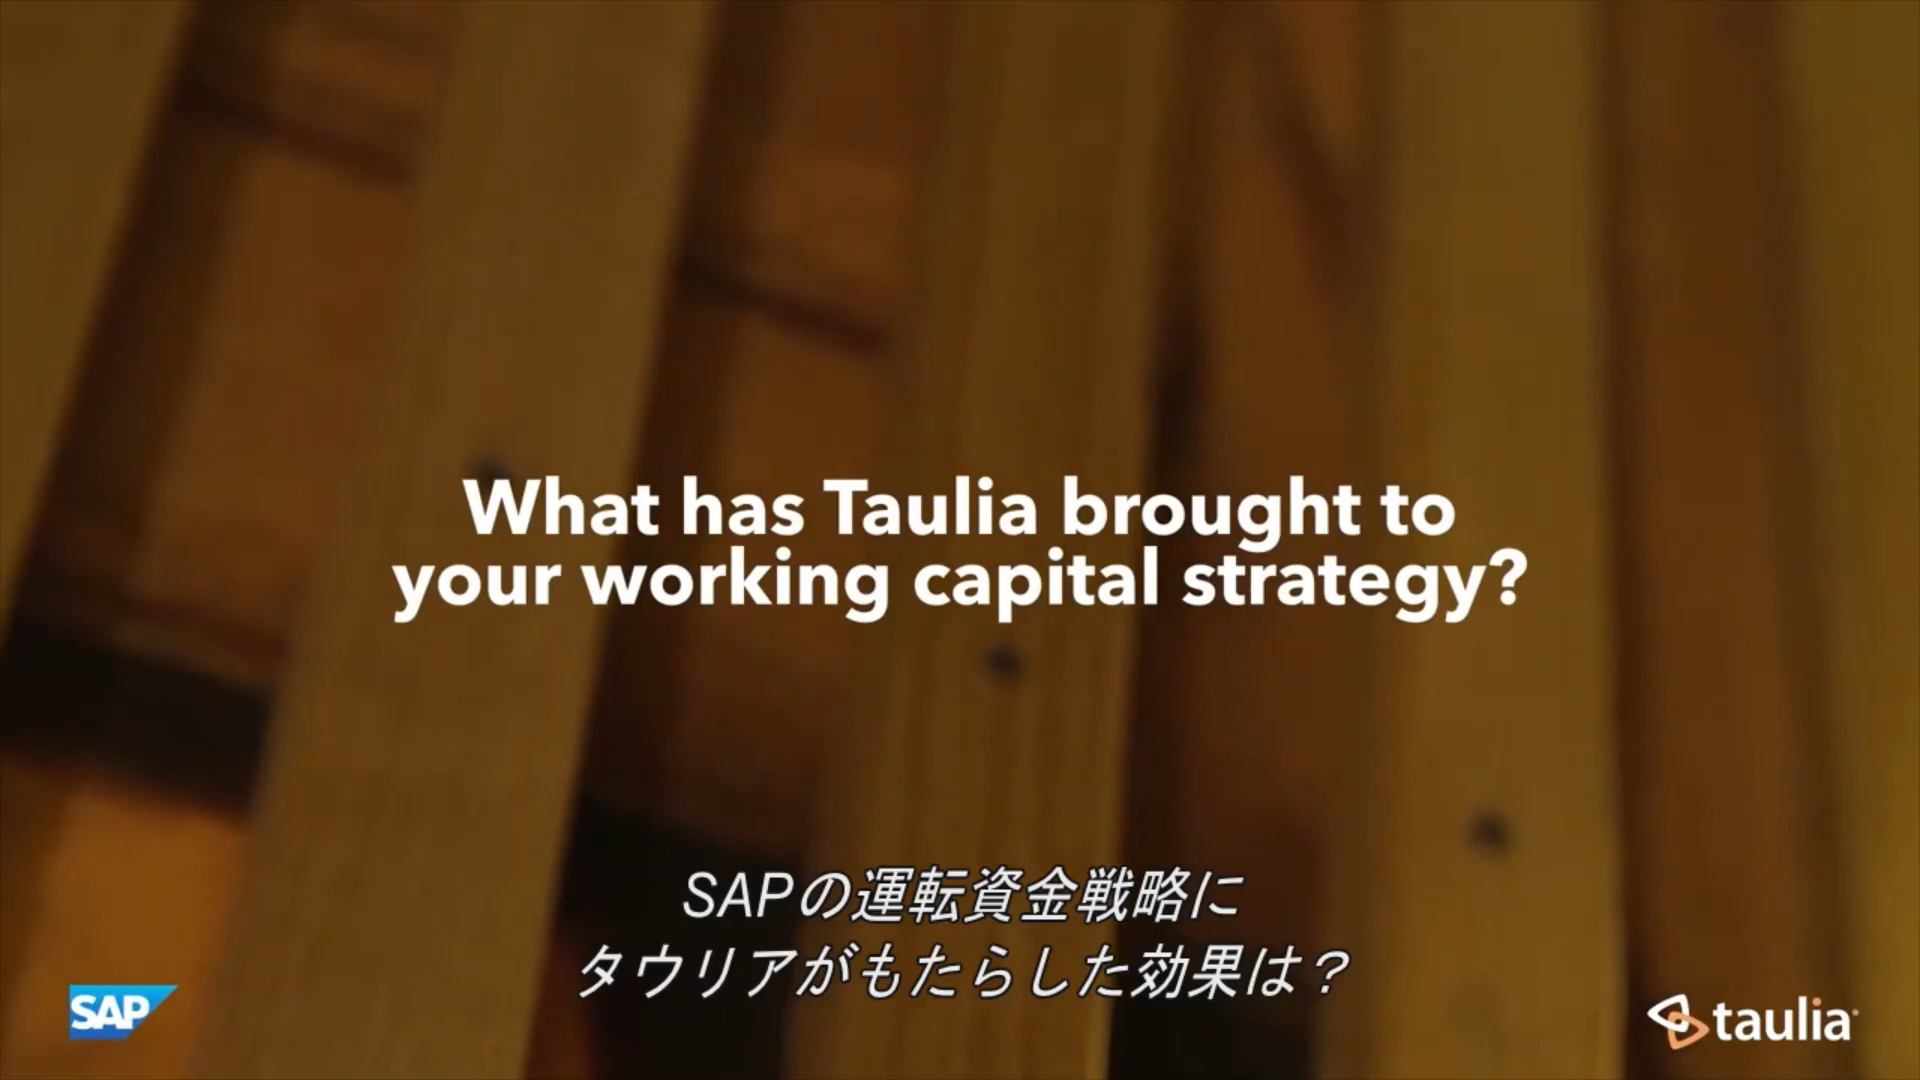 What has Taulia brought to
your working capital strategy?
SAPの運転資金戦略に
タウリアがもたらした効果は？
SAP
taulia